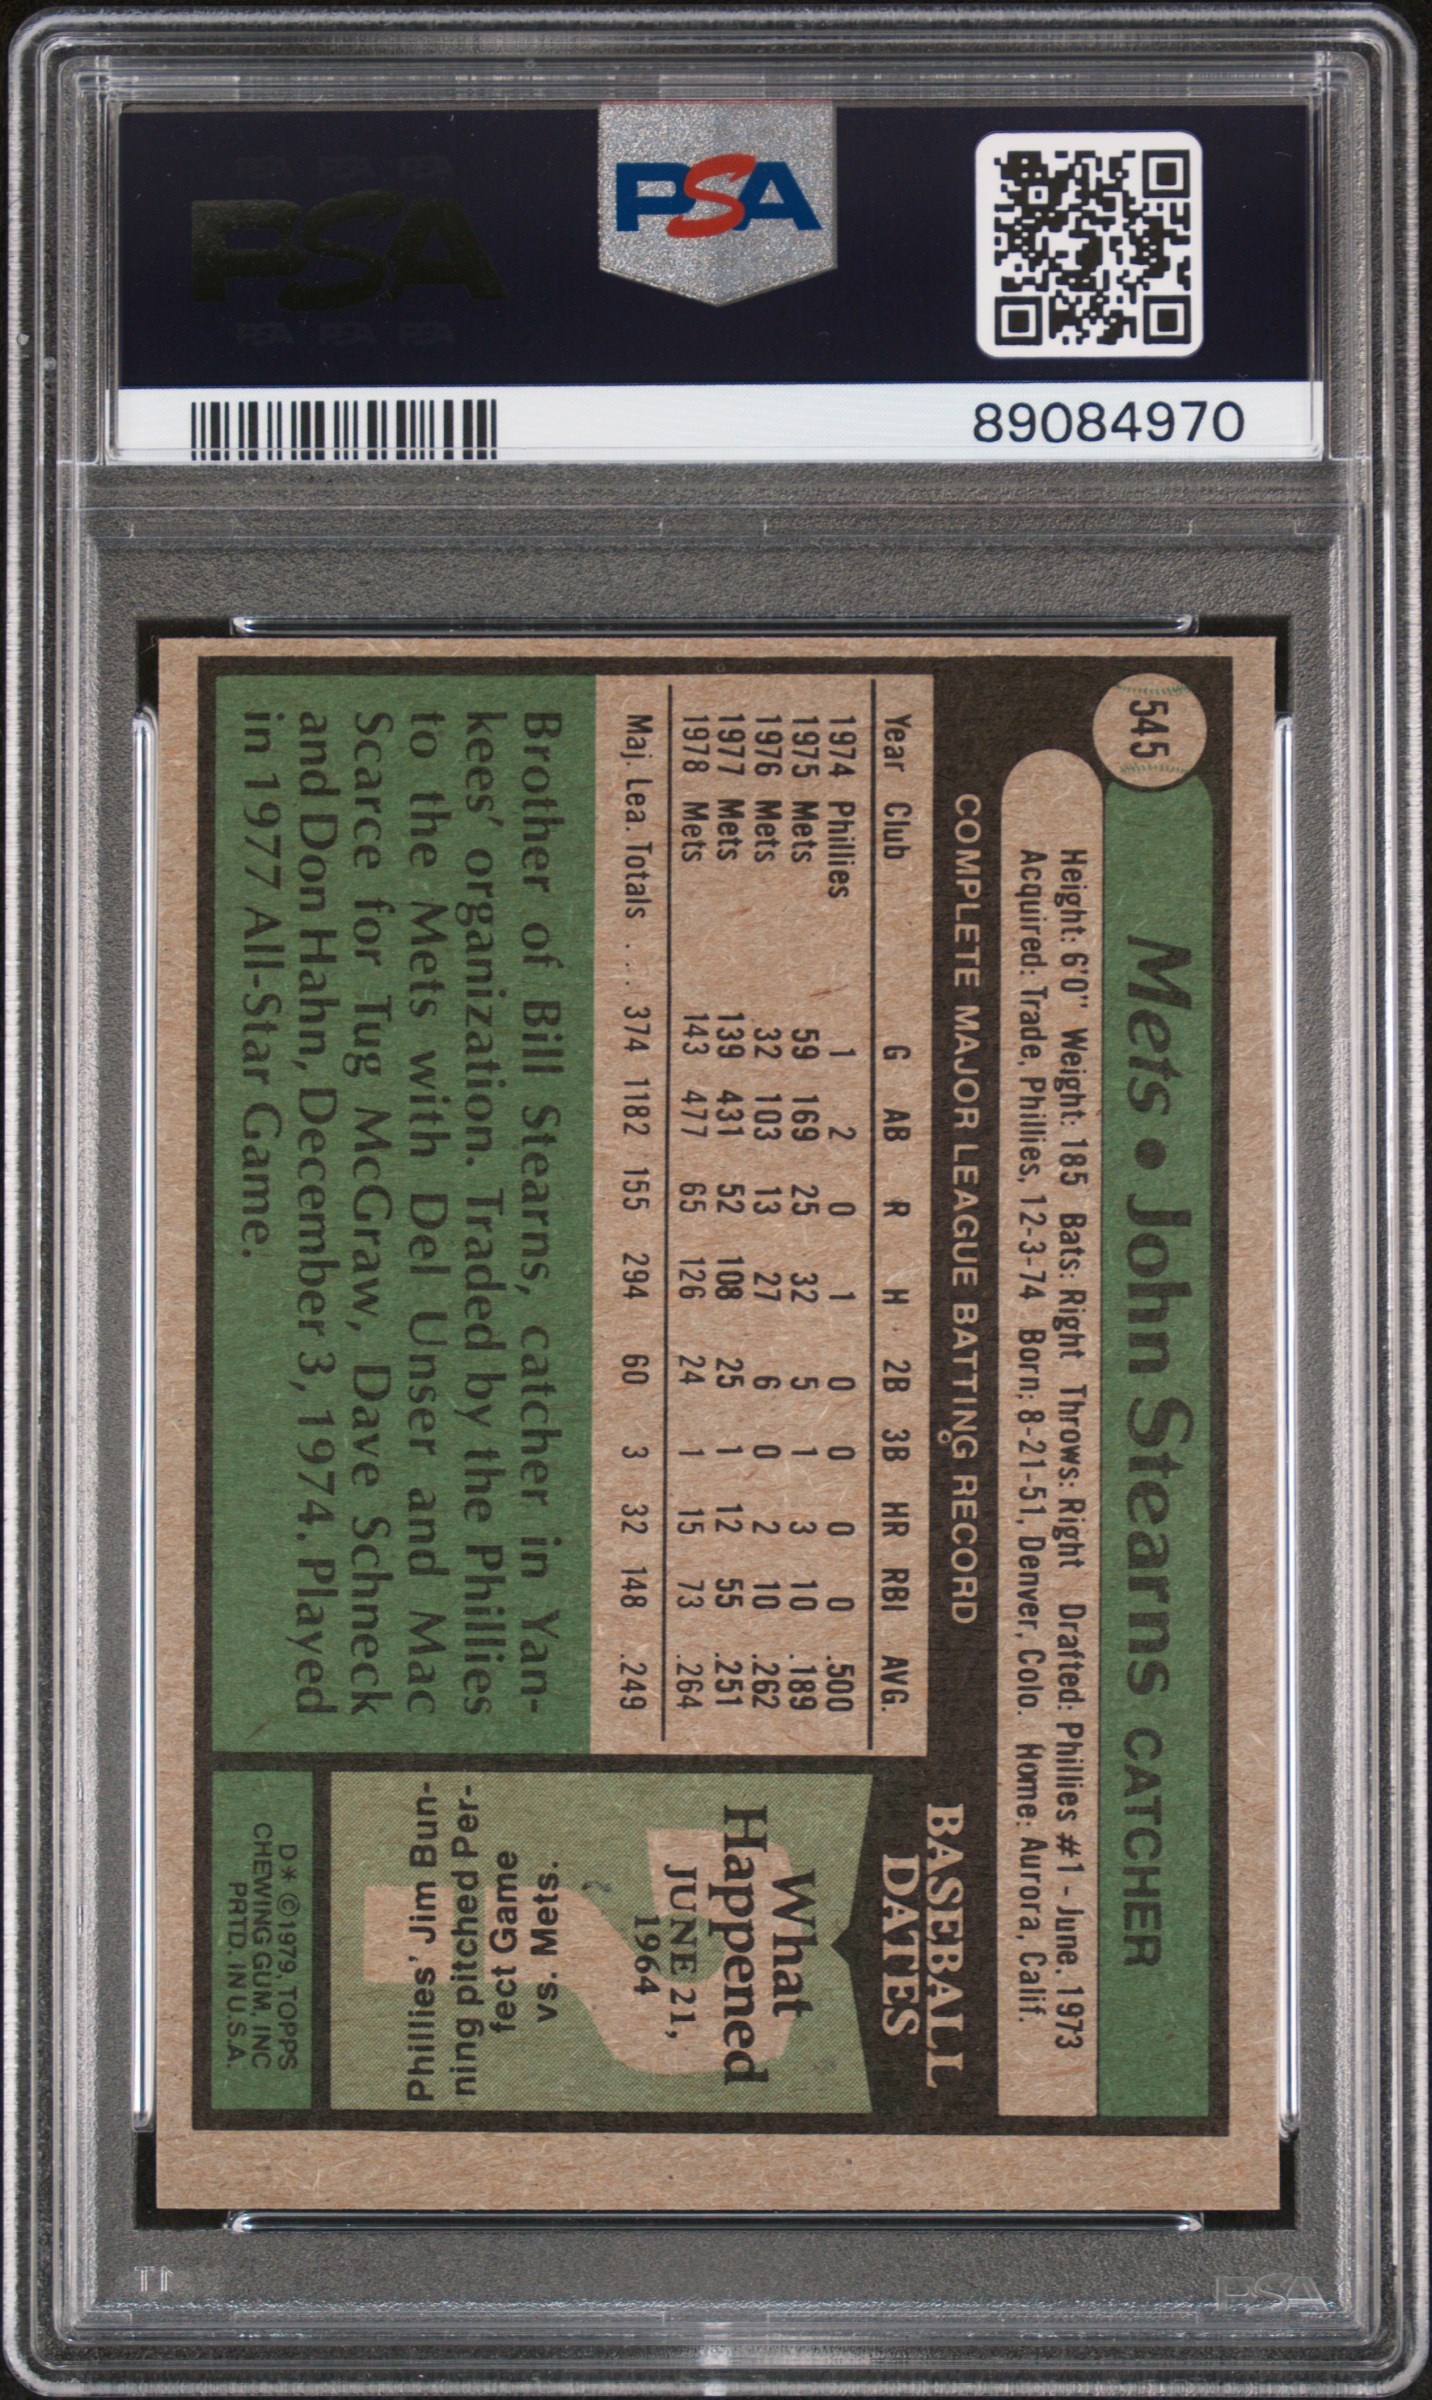 PSA
PSA
89084970
545
Mets • John Stearns CATCHER
Height: 6'0" Weight: 185 Bats: Right Throws: Right Drafted: Phillies #1 - June, 1973
Acquired: Trade, Phillies, 12-3-74 Born: 8-21-51, Denver, Colo. Home: Aurora, Calif.
COMPLETE MAJOR LEAGUE BATTING RECORD
Year Club G AB R H 2B 3B HR RBI AVG.
1974 Phillies 1 2 0 1 0 0 0 0 .500
1975 Mets 59 169 25 32 5 1 3 10 .189
1976 Mets 32 103 13 27 6 0 2 10 .262
1977 Mets 139 431 52 108 25 1 12 55 .251
1978 Mets 143 477 65 126 24 1 15 73 .264
Maj. Lea. Totals . . . 374 1182 155 294 60 3 32 148 .249
Brother of Bill Stearns, catcher in Yan-
kees' organization. Traded by the Phillies
to the Mets with Del Unser and Mac
Scarce for Tug McGraw, Dave Schneck
and Don Hahn, December 3, 1974. Played
in 1977 All-Star Game.
BASEBALL
DATES
What
Happened
JUNE 21,
1964
?
Phillies' Jim Bun-
ning pitched Per-
fect Game
vs. Mets.
D* ©1979, TOPPS
CHEWING GUM, INC
PRTD. IN U.S.A.
PSA